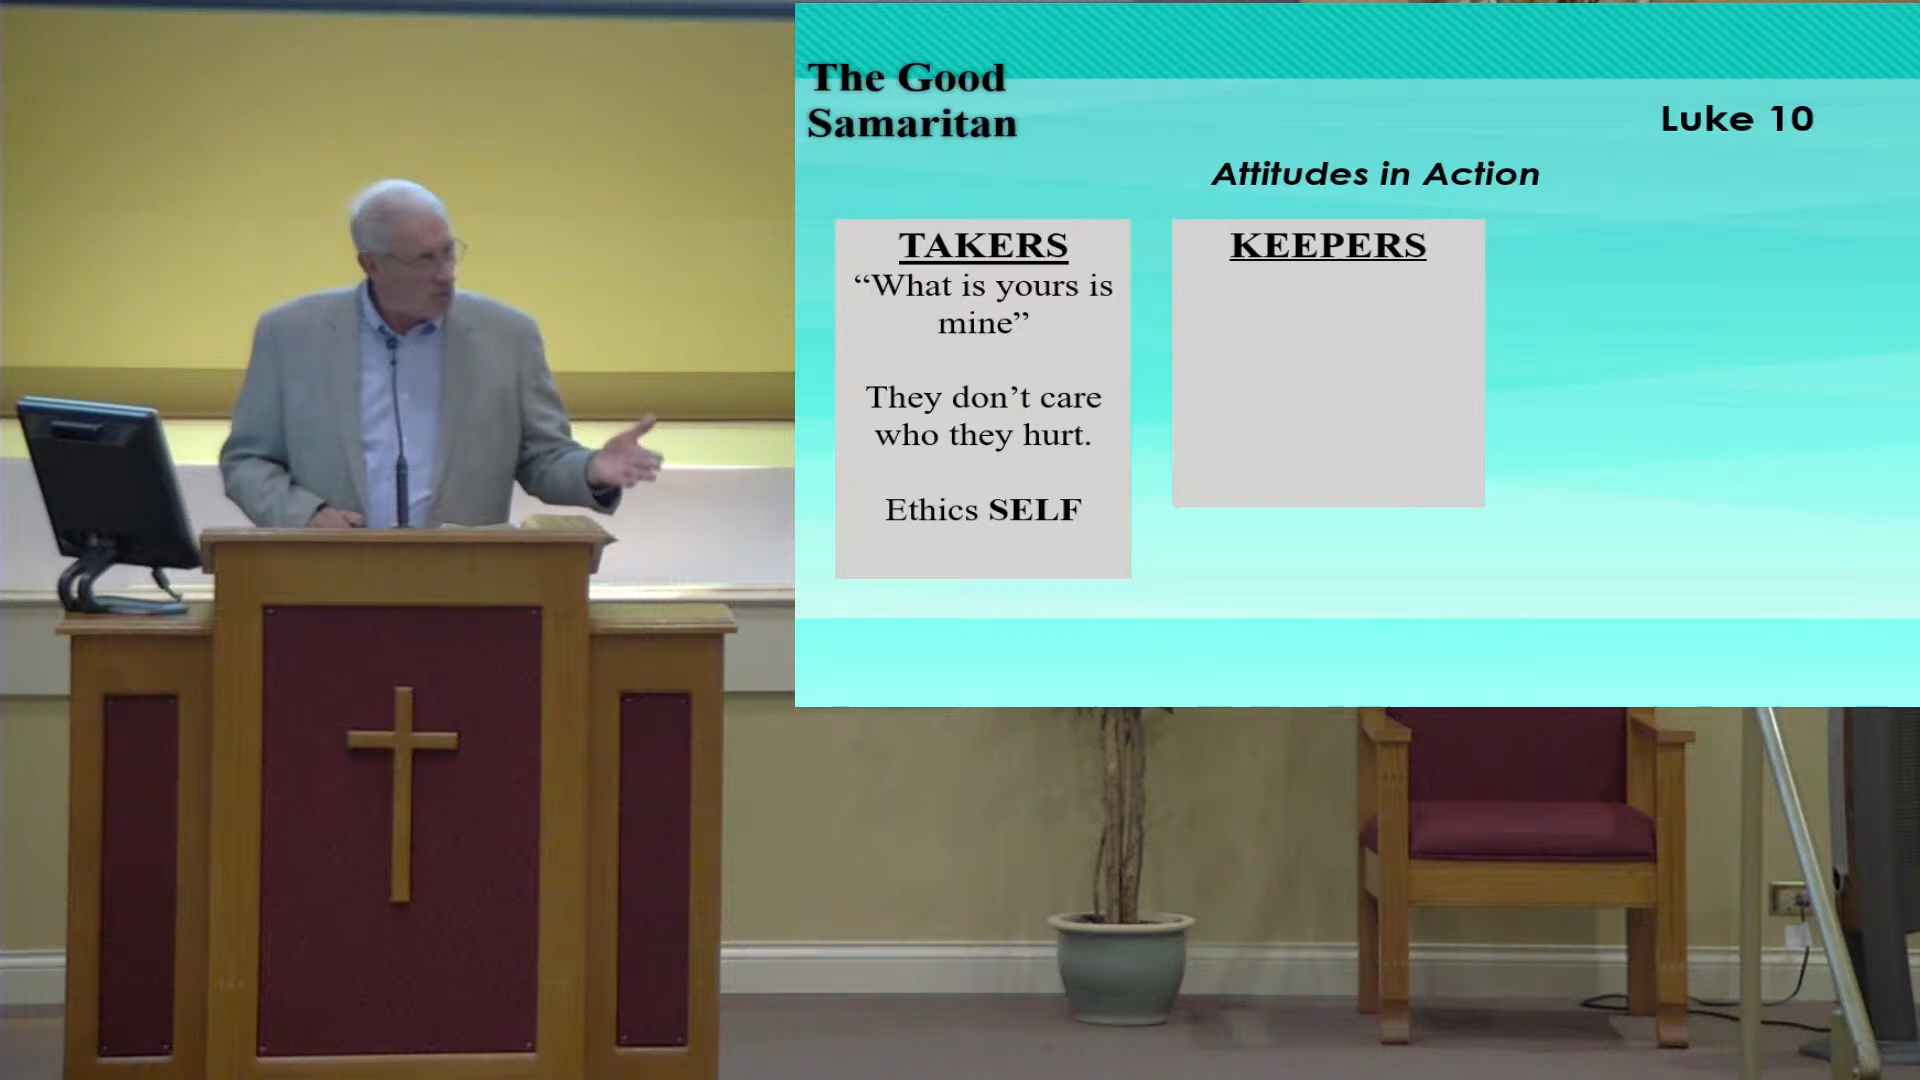 The Good
Samaritan
Luke 10
Attitudes in Action
TAKERS
“What is yours is
mine”
They don’t care
who they hurt.
Ethics SELF
KEEPERS